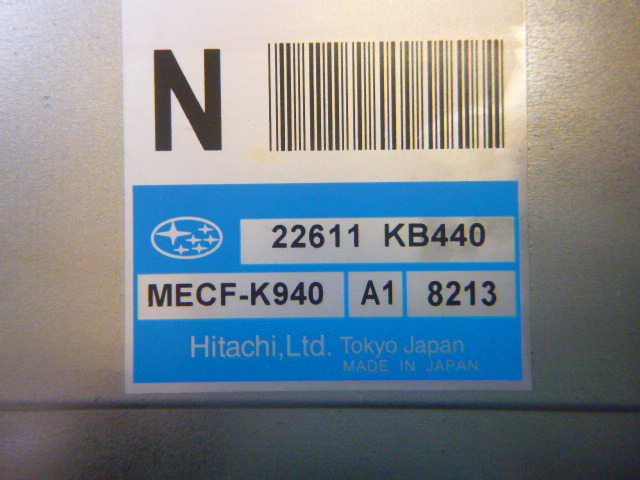 N
22611 KB440
MECF-K940 A1 8213
Hitachi,Ltd. Tokyo Japan
MADE IN JAPAN